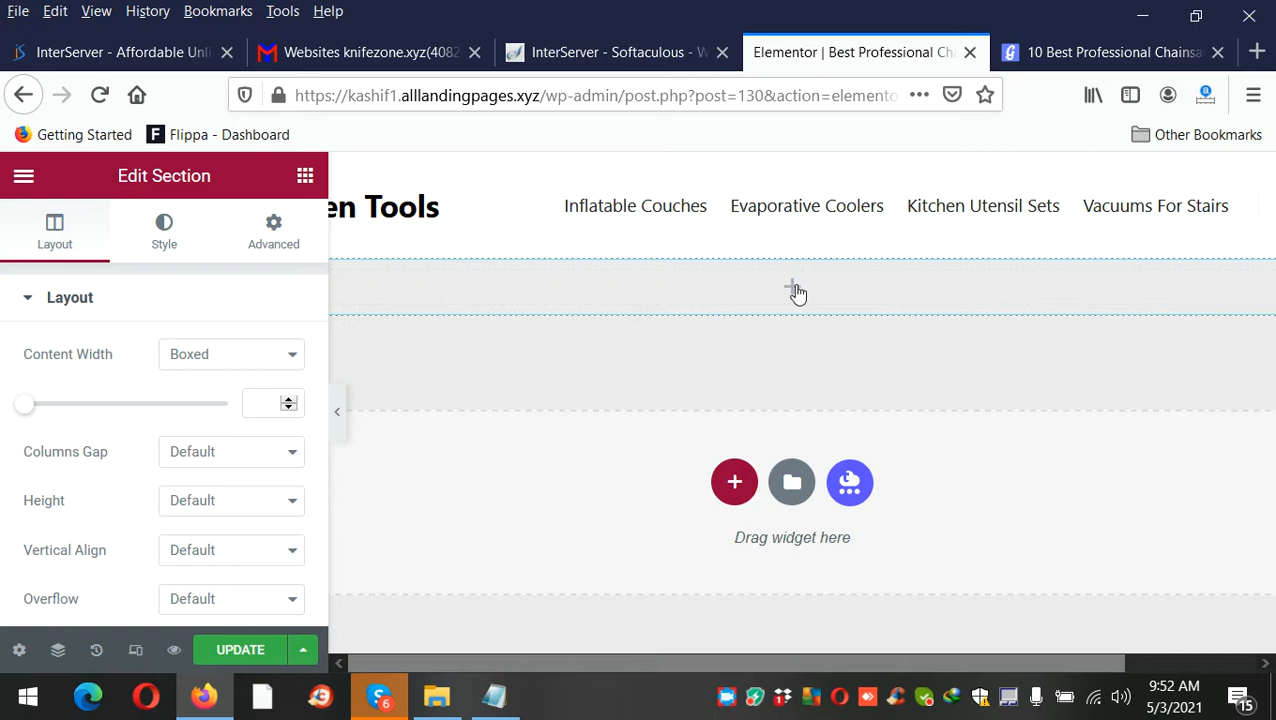 File Edit View History Bookmarks Tools Help
InterServer - Affordable Unli
Websites knifezone.xyz(4082
InterServer - Softaculous - W
Elementor | Best Professional Cha
10 Best Professional Chainsa
https://kashif1.alllandingpages.xyz/wp-admin/post.php?post=130&action=elemento
Getting Started
Flippa - Dashboard
Other Bookmarks
Edit Section
en Tools
Inflatable Couches
Evaporative Coolers
Kitchen Utensil Sets
Vacuums For Stairs
Layout
Style
Advanced
Layout
Content Width
Boxed
Columns Gap
Default
Height
Default
Vertical Align
Default
Overflow
Default
Drag widget here
UPDATE
9:52 AM
5/3/2021
6
15